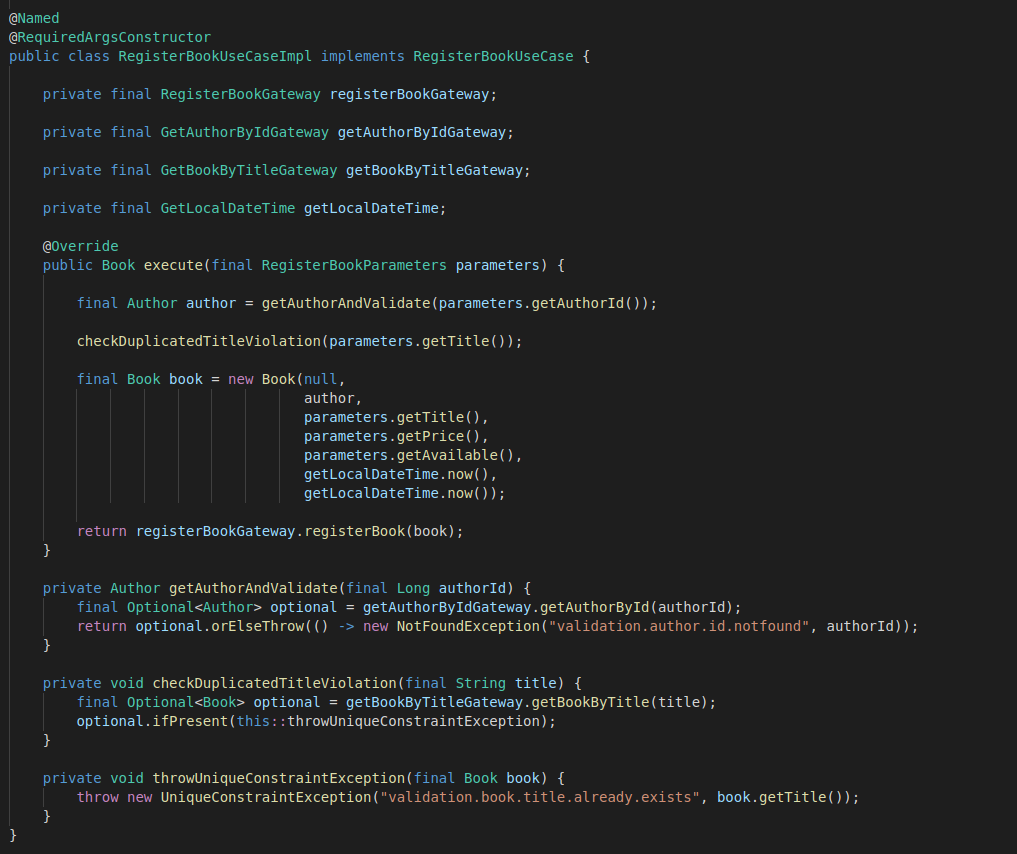 @Named
@RequiredArgsConstructor
public class RegisterBookUseCaseImpl implements RegisterBookUseCase {
private final RegisterBookGateway registerBookGateway;
private final GetAuthorByIdGateway getAuthorByIdGateway;
private final GetBookByTitleGateway getBookByTitleGateway;
private final GetLocalDateTime getLocalDateTime;
@Override
public Book execute(final RegisterBookParameters parameters) {
final Author author = getAuthorAndValidate(parameters.getAuthorId());
checkDuplicatedTitleViolation(parameters.getTitle());
final Book book = new Book(null,
author,
parameters.getTitle(),
parameters.getPrice(),
parameters.getAvailable(),
getLocalDateTime.now(),
getLocalDateTime.now());
return registerBookGateway.registerBook(book);
}
private Author getAuthorAndValidate(final Long authorId) {
final Optional<Author> optional = getAuthorByIdGateway.getAuthorById(authorId);
return optional.orElseThrow(() -> new NotFoundException("validation.author.id.notfound", authorId));
}
private void checkDuplicatedTitleViolation(final String title) {
final Optional<Book> optional = getBookByTitleGateway.getBookByTitle(title);
optional.ifPresent(this::throwUniqueConstraintException);
}
private void throwUniqueConstraintException(final Book book) {
throw new UniqueConstraintException("validation.book.title.already.exists", book.getTitle());
}
}